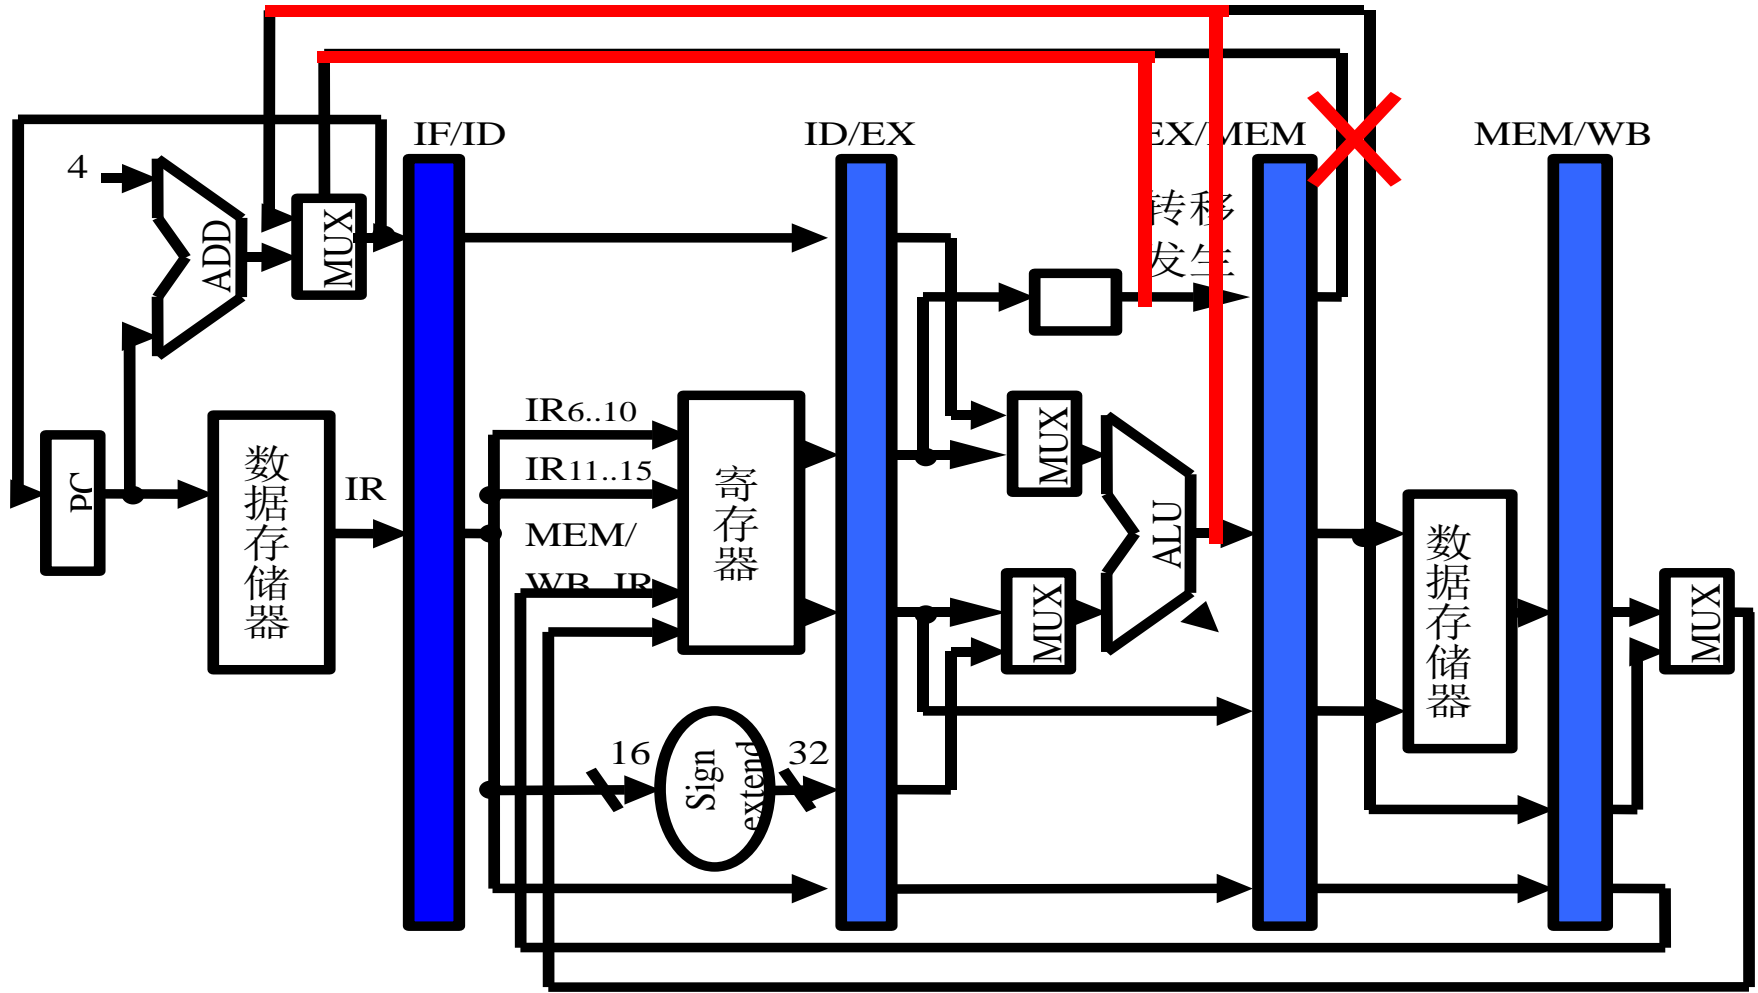 IF/ID
ID/EX
EX/MEM
MEM/WB
4
转移
发生
ADD
MUX
IR6..10
IR11..15
MEM/
WB..IR
PC
数据存储器
IR
寄存器
MUX
MUX
ALU
数据存储器
MUX
16
Sign
extend
32